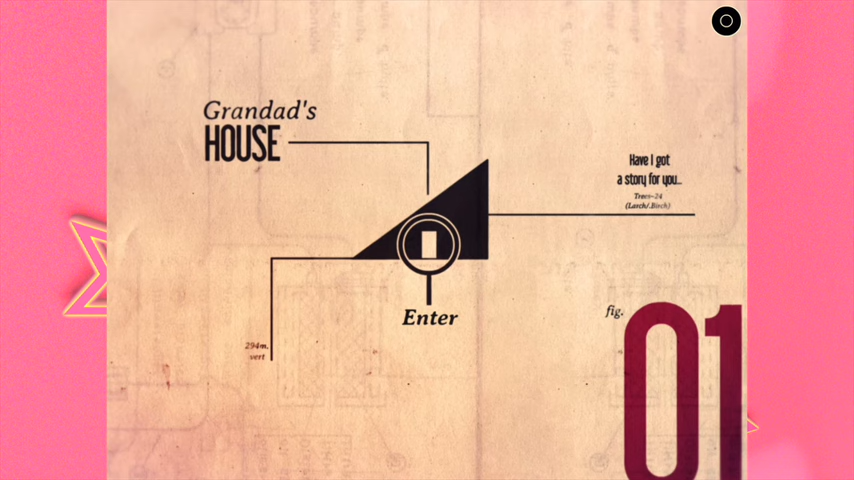 Grandad's
HOUSE
Have I got
a story for you...
Trees-24
(Larch/Birch)
Enter
fig.
01
294m.
vert